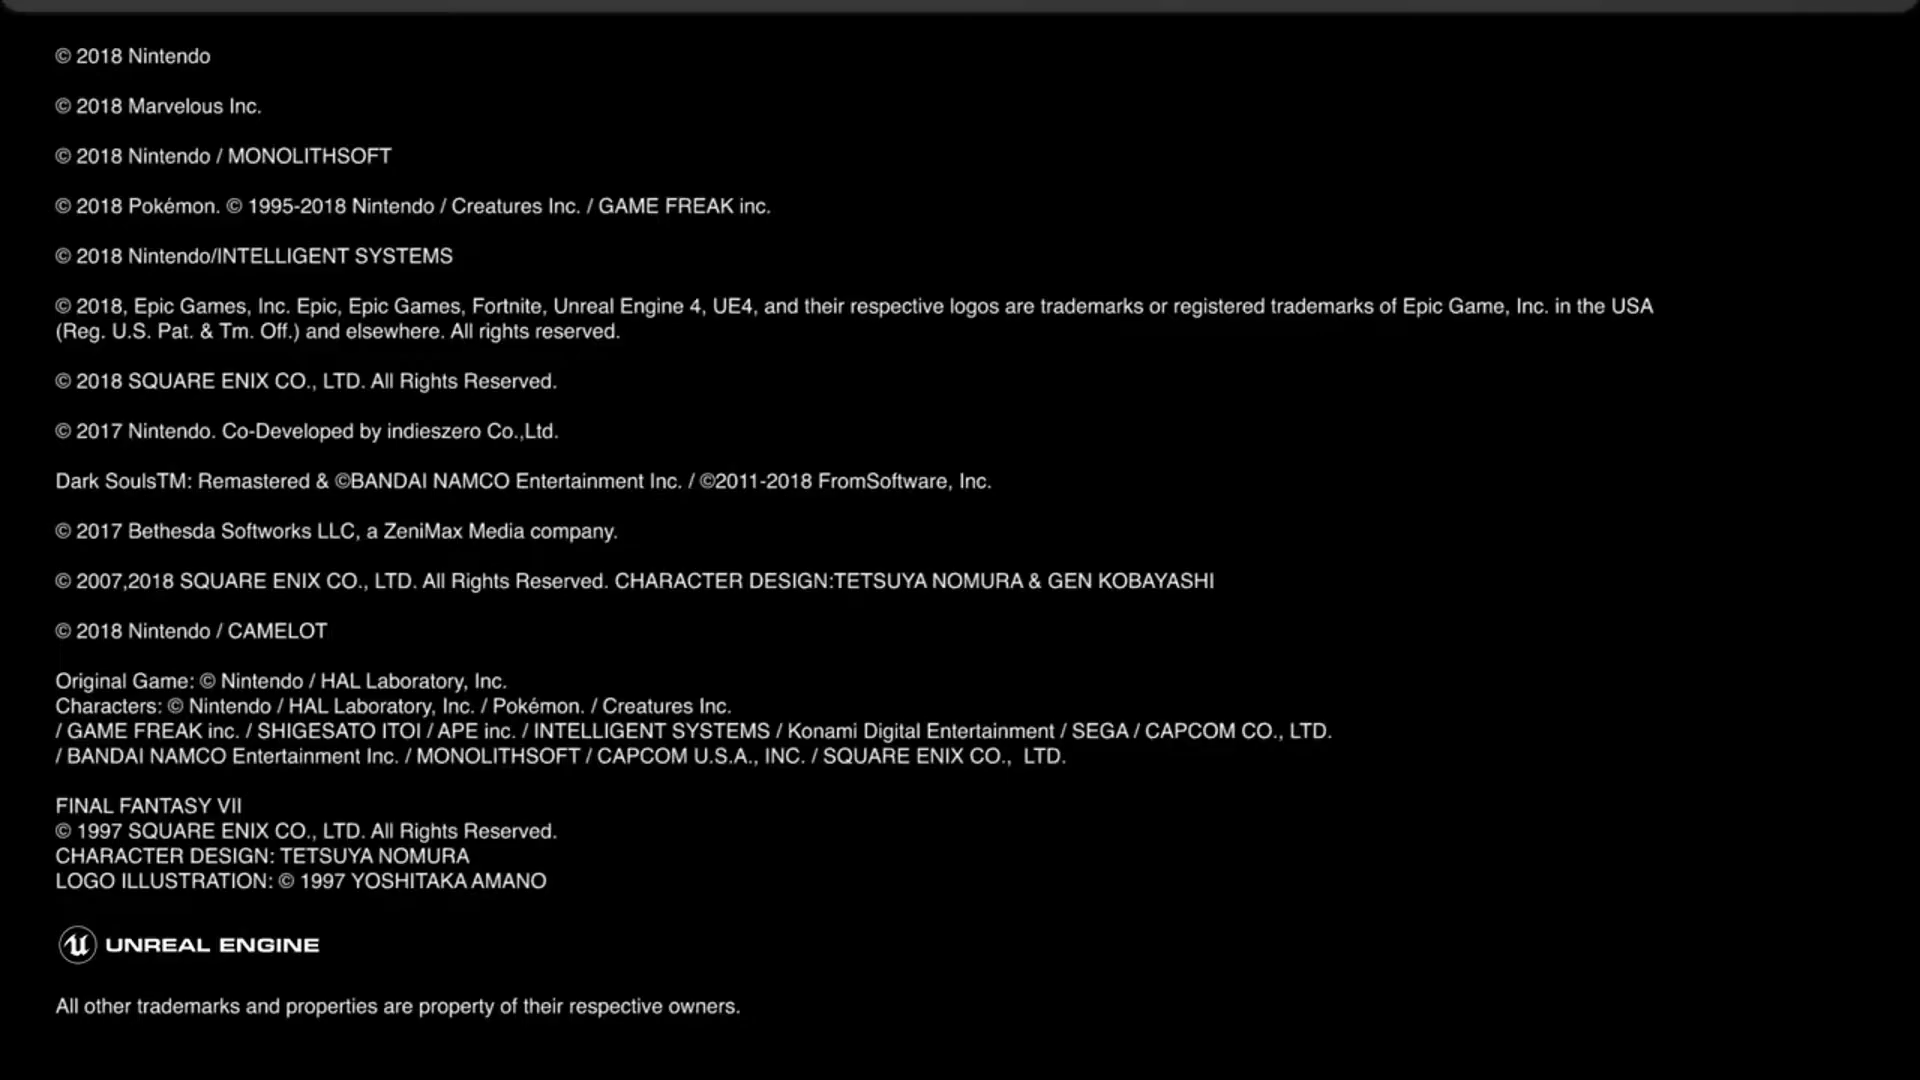 © 2018 Nintendo
© 2018 Marvelous Inc.
© 2018 Nintendo / MONOLITHSOFT
© 2018 Pokémon. © 1995-2018 Nintendo / Creatures Inc. / GAME FREAK inc.
© 2018 Nintendo/INTELLIGENT SYSTEMS
© 2018, Epic Games, Inc. Epic, Epic Games, Fortnite, Unreal Engine 4, UE4, and their respective logos are trademarks or registered trademarks of Epic Game, Inc. in the USA
(Reg. U.S. Pat. & Tm. Off.) and elsewhere. All rights reserved.
© 2018 SQUARE ENIX CO., LTD. All Rights Reserved.
© 2017 Nintendo. Co-Developed by indieszero Co.,Ltd.
Dark SoulsTM: Remastered & ©BANDAI NAMCO Entertainment Inc. / ©2011-2018 FromSoftware, Inc.
© 2017 Bethesda Softworks LLC, a ZeniMax Media company.
© 2007,2018 SQUARE ENIX CO., LTD. All Rights Reserved. CHARACTER DESIGN:TETSUYA NOMURA & GEN KOBAYASHI
© 2018 Nintendo / CAMELOT
Original Game: © Nintendo / HAL Laboratory, Inc.
Characters: © Nintendo / HAL Laboratory, Inc. / Pokémon. / Creatures Inc.
/ GAME FREAK inc. / SHIGESATO ITOI / APE inc. / INTELLIGENT SYSTEMS / Konami Digital Entertainment / SEGA / CAPCOM CO., LTD.
/ BANDAI NAMCO Entertainment Inc. / MONOLITHSOFT / CAPCOM U.S.A., INC. / SQUARE ENIX CO., LTD.
FINAL FANTASY VII
© 1997 SQUARE ENIX CO., LTD. All Rights Reserved.
CHARACTER DESIGN: TETSUYA NOMURA
LOGO ILLUSTRATION: © 1997 YOSHITAKA AMANO
UNREAL ENGINE
All other trademarks and properties are property of their respective owners.